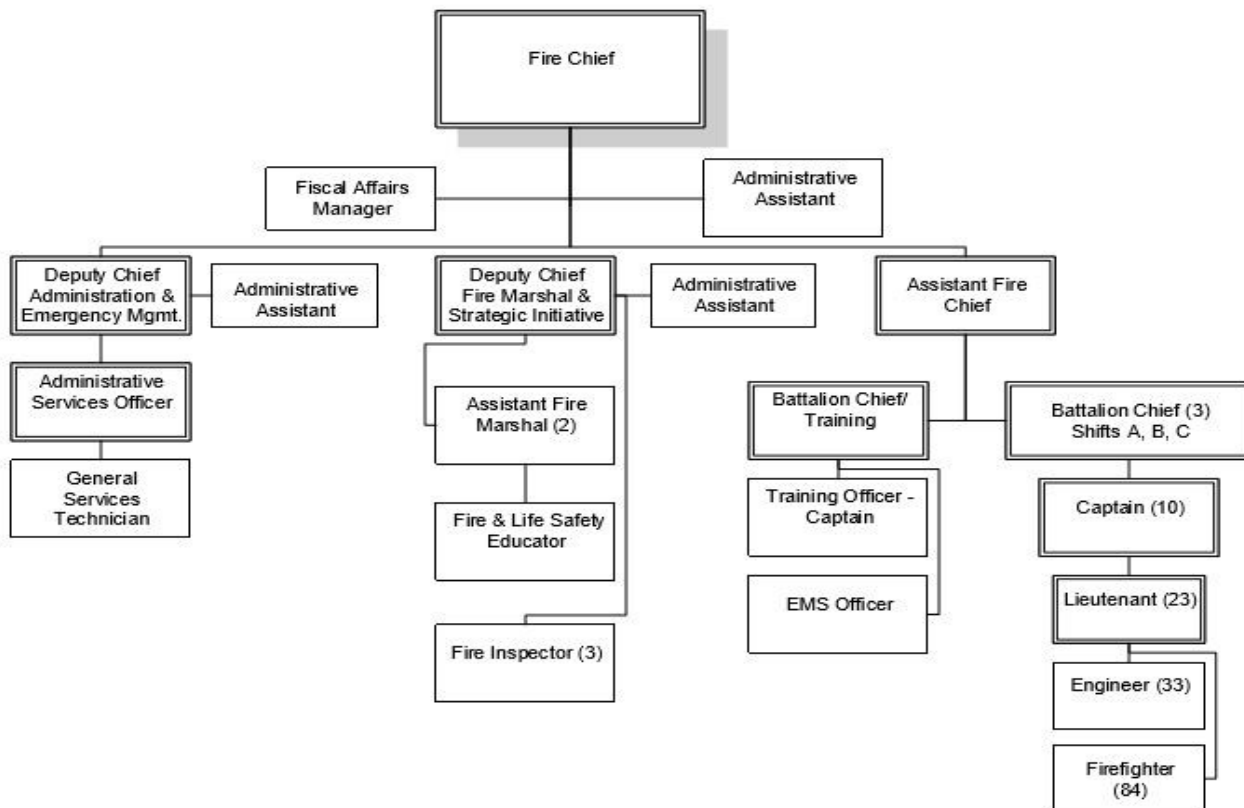 Fire Chief
Fiscal Affairs
Manager
Administrative
Assistant
Deputy Chief
Administration &
Emergency Mgmt.
Administrative
Assistant
Deputy Chief
Fire Marshal &
Strategic Initiative
Administrative
Assistant
Assistant Fire
Chief
Administrative
Services Officer
General
Services
Technician
Assistant Fire
Marshal (2)
Fire & Life Safety
Educator
Fire Inspector (3)
Battalion Chief/
Training
Training Officer -
Captain
EMS Officer
Battalion Chief (3)
Shifts A, B, C
Captain (10)
Lieutenant (23)
Engineer (33)
Firefighter
(84)